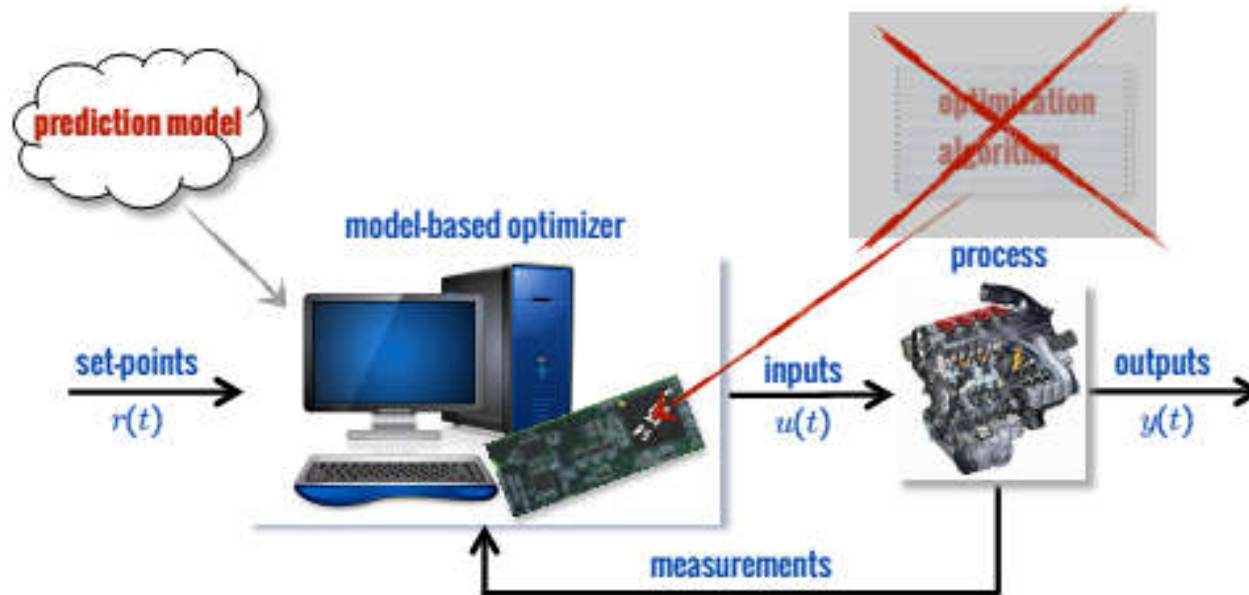 prediction model
optimization
algorithm
model-based optimizer
process
set-points
r(t)
inputs
u(t)
outputs
y(t)
measurements